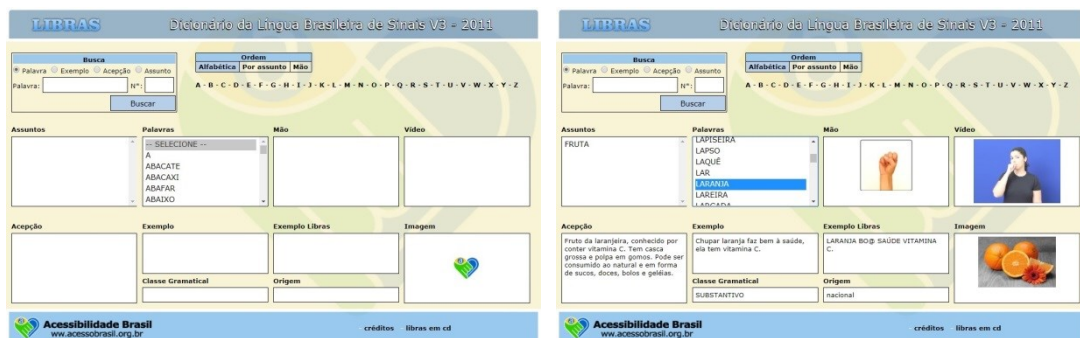 LIBRAS
Dicionário da Língua Brasileira de Sinais V3 - 2011
Busca
Palavra Exemplo Acepção Assunto
Palavra: N°:
Buscar
Ordem
Alfabética Por assunto Mão
A - B - C - D - E - F - G - H - I - J - K - L - M - N - O - P - Q - R - S - T - U - V - W - X - Y - Z
Assuntos
Palavras
-- SELECIONE --
A
ABACATE
ABACAXI
ABAFAR
ABAIXO
Mão
Vídeo
Acepção
Exemplo
Exemplo Libras
Imagem
Classe Gramatical
Origem
Acessibilidade Brasil
www.acessobrasil.org.br
créditos libras em cd
LIBRAS
Dicionário da Língua Brasileira de Sinais V3 - 2011
Busca
Palavra Exemplo Acepção Assunto
Palavra: N°:
Buscar
Ordem
Alfabética Por assunto Mão
A - B - C - D - E - F - G - H - I - J - K - L - M - N - O - P - Q - R - S - T - U - V - W - X - Y - Z
Assuntos
FRUTA
Palavras
LAPISEIRA
LAPSO
LAQUÊ
LAR
LARANJA
LAREIRA
LARGADA
Mão
Vídeo
Acepção
Fruto da laranjeira, conhecido por
conter vitamina C. Tem casca
grossa e polpa em gomos. Pode ser
consumido ao natural e em forma
de sucos, doces, bolos e geléias.
Exemplo
Chupar laranja faz bem à saúde,
ela tem vitamina C.
Exemplo Libras
LARANJA BO@ SAÚDE VITAMINA
C.
Imagem
Classe Gramatical
SUBSTANTIVO
Origem
nacional
Acessibilidade Brasil
www.acessobrasil.org.br
créditos libras em cd